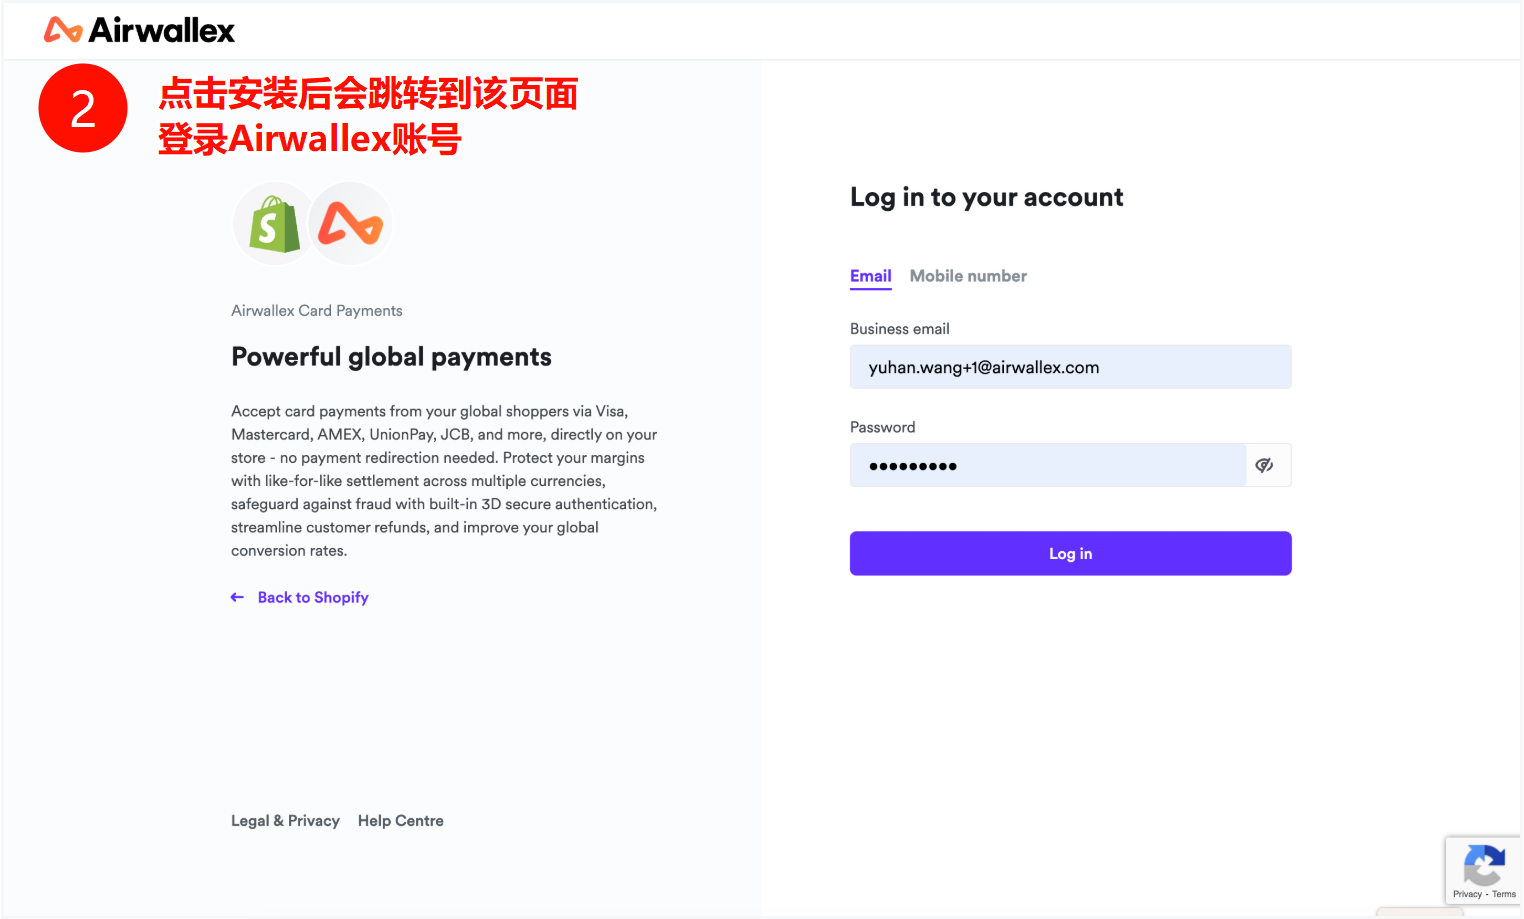 Airwallex
2
点击安装后会跳转到该页面
登录Airwallex账号
Airwallex Card Payments
Powerful global payments
Accept card payments from your global shoppers via Visa,
Mastercard, AMEX, UnionPay, JCB, and more, directly on your
store - no payment redirection needed. Protect your margins
with like-for-like settlement across multiple currencies,
safeguard against fraud with built-in 3D secure authentication,
streamline customer refunds, and improve your global
conversion rates.
← Back to Shopify
Legal & Privacy Help Centre
Log in to your account
Email Mobile number
Business email
yuhan.wang+1@airwallex.com
Password
•••••••••
Log in
Privacy - Terms